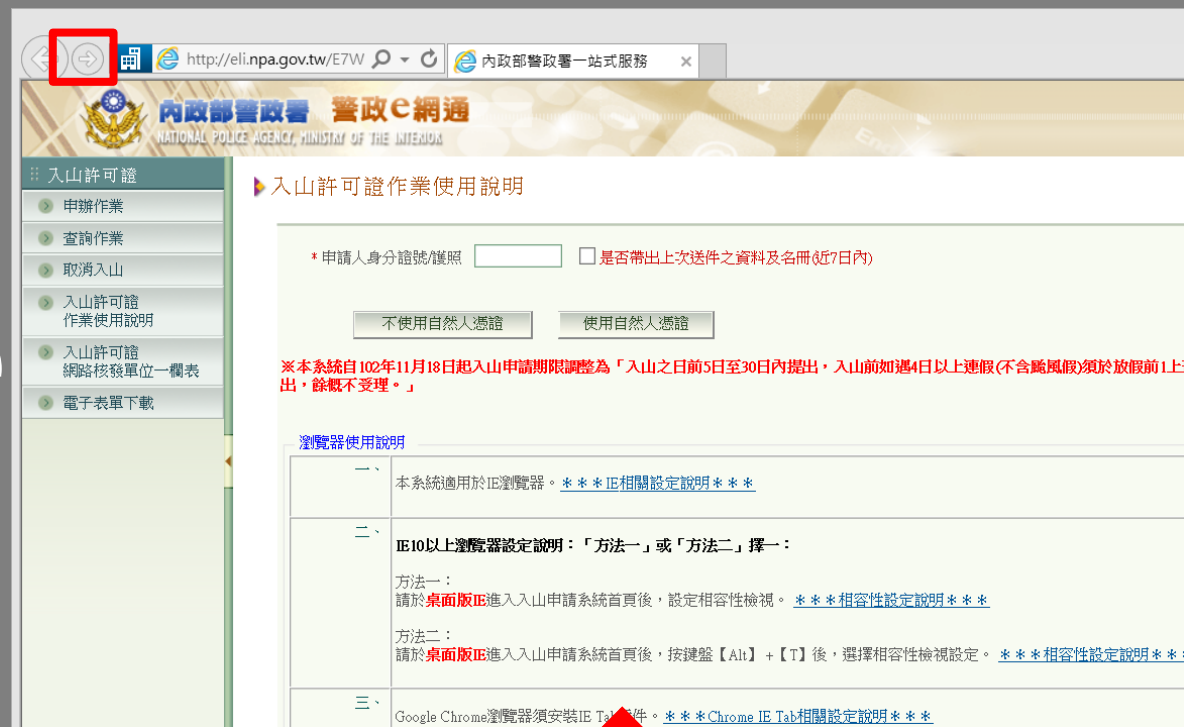 http://eli.npa.gov.tw/E7W
內政部警政署一站式服務
內政部警政署 警政e網通
NATIONAL POLICE AGENCY, MINISTRY OF THE INTERIOR
入山許可證
申辦作業
查詢作業
取消入山
入山許可證
作業使用說明
入山許可證
網路核發單位一欄表
電子表單下載
入山許可證作業使用說明
* 申請人身分證號/護照 是否帶出上次送件之資料及名冊(近7日內)
不使用自然人憑證 使用自然人憑證
※本系統自102年11月18日起入山申請期限調整為「入山之日前5日至30日內提出，入山前如遇4日以上連假(不含颱風假)須於放假前1上
出，餘概不受理。」
瀏覽器使用說明
一、
本系統適用於IE瀏覽器。＊＊＊IE相關設定說明＊＊＊
二、
IE10以上瀏覽器設定說明：「方法一」或「方法二」擇一：
方法一：
請於桌面版IE進入入山申請系統首頁後，設定相容性檢視。 ＊＊＊相容性設定說明＊＊＊
方法二：
請於桌面版IE進入入山申請系統首頁後，按鍵盤【Alt】 +【T】後，選擇相容性檢視設定。 ＊＊＊相容性設定說明＊＊
三、
Google Chrome瀏覽器須安裝IE Tab 件。＊＊＊Chrome IE Tab相關設定說明＊＊＊